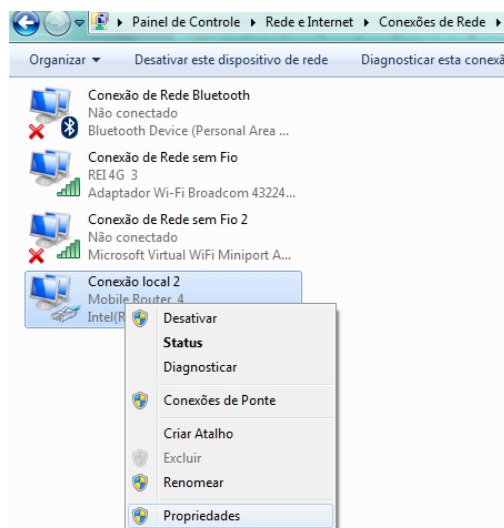 Painel de Controle Rede e Internet Conexões de Rede
Organizar Desativar este dispositivo de rede Diagnosticar esta conexã
Conexão de Rede Bluetooth
Não conectado
Bluetooth Device (Personal Area ...
Conexão de Rede sem Fio
REI 4G 3
Adaptador Wi-Fi Broadcom 43224...
Conexão de Rede sem Fio 2
Não conectado
Microsoft Virtual WiFi Miniport A...
Conexão local 2
Mobile Router 4
Intel(R
Desativar
Status
Diagnosticar
Conexões de Ponte
Criar Atalho
Excluir
Renomear
Propriedades